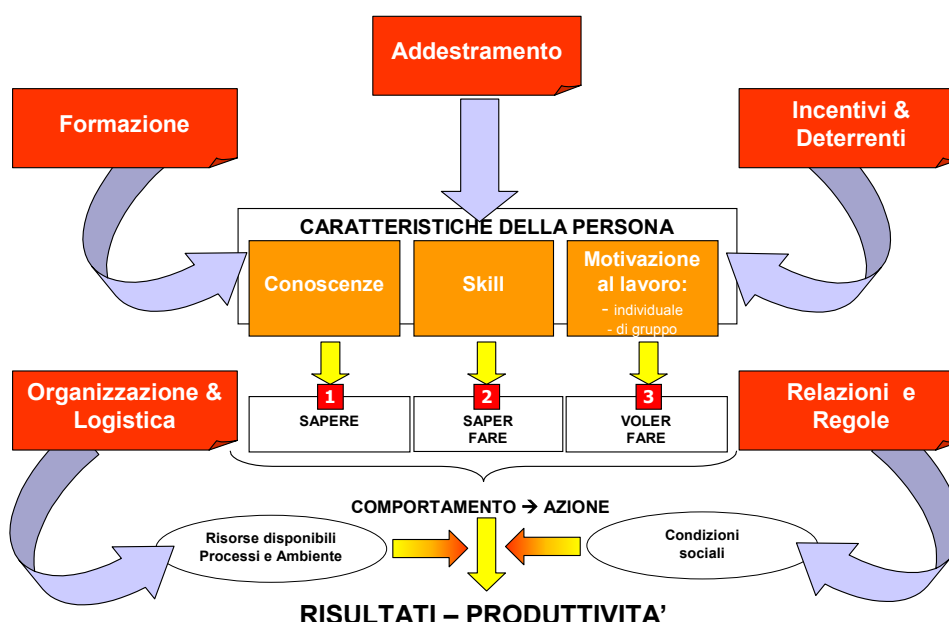 Addestramento
Formazione
Incentivi &
Deterrenti
CARATTERISTICHE DELLA PERSONA
Conoscenze
Skill
Motivazione
al lavoro:
- individuale
- di gruppo
Organizzazione &
Logistica
1
SAPERE
2
SAPER
FARE
3
VOLER
FARE
Relazioni e
Regole
COMPORTAMENTO → AZIONE
Risorse disponibili
Processi e Ambiente
Condizioni
sociali
RISULTATI – PRODUTTIVITA'